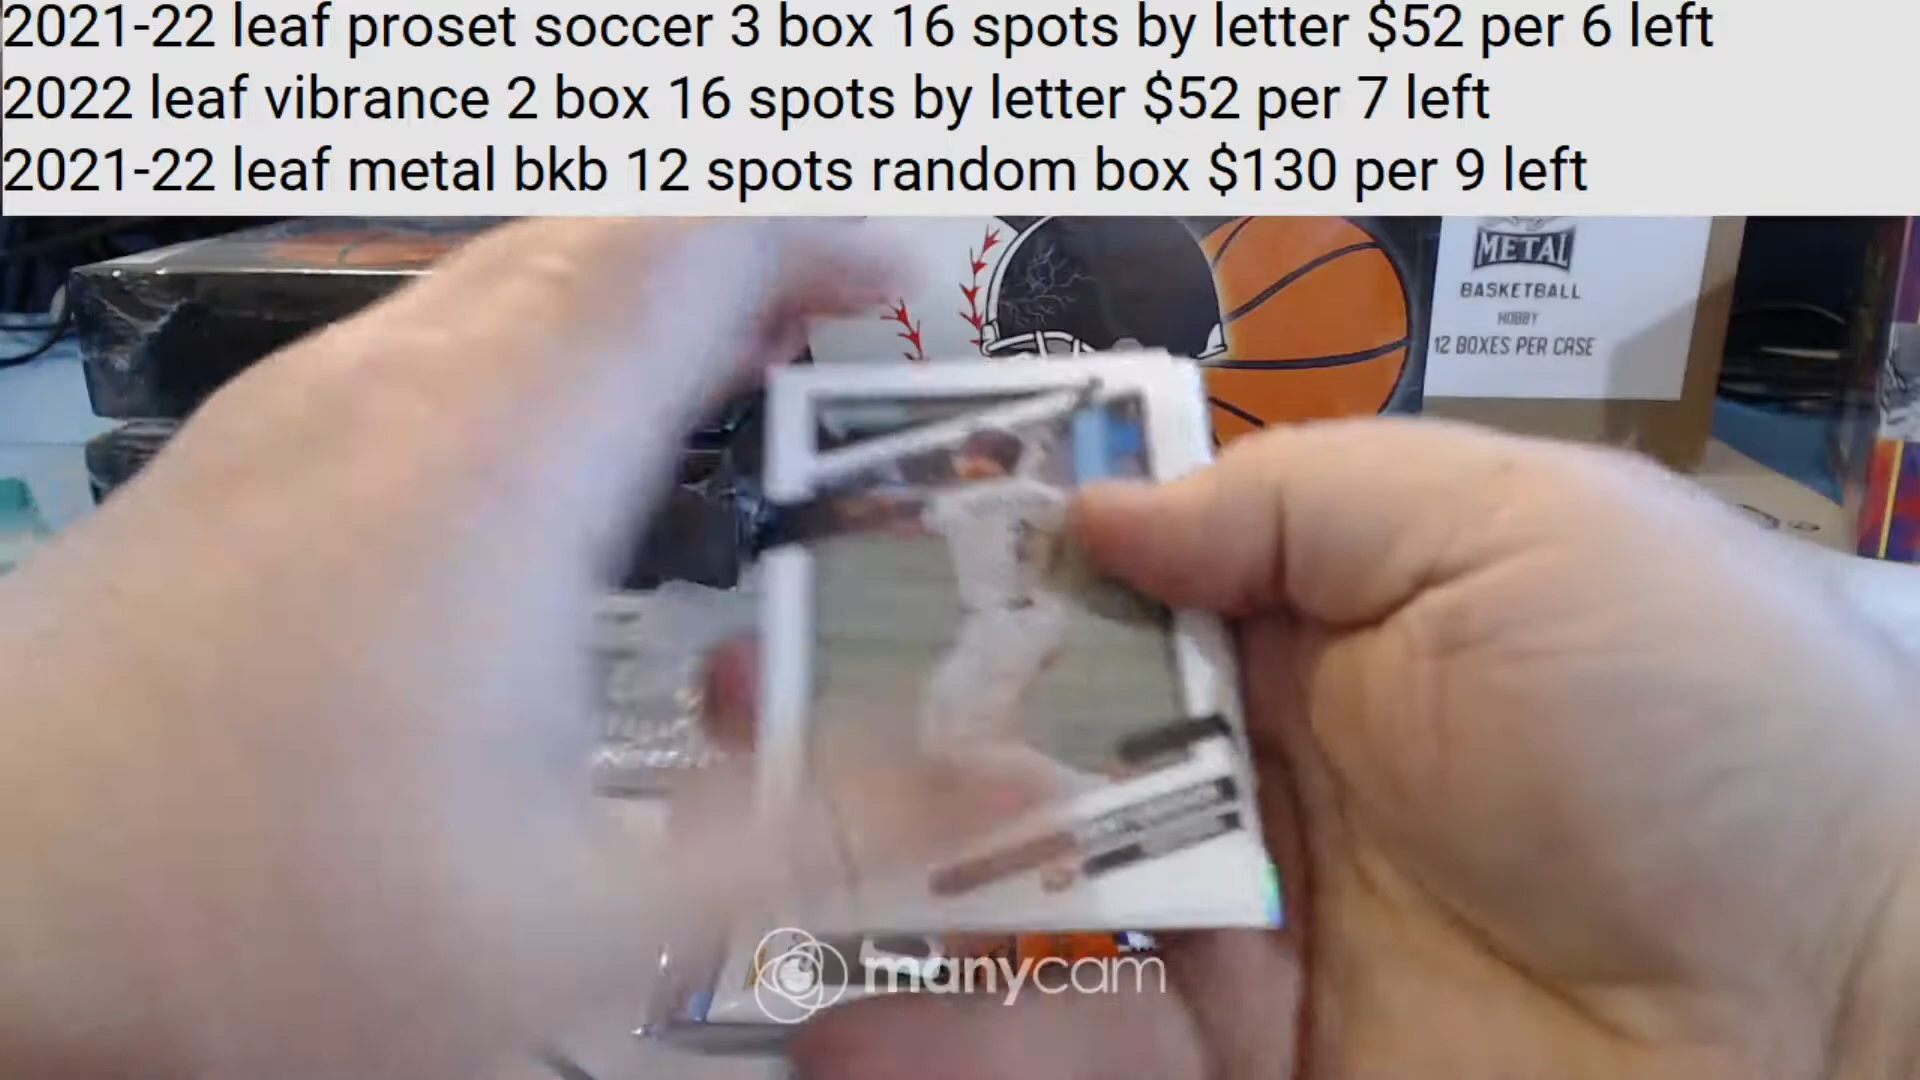 2021-22 leaf proset soccer 3 box 16 spots by letter $52 per 6 left
2022 leaf vibrance 2 box 16 spots by letter $52 per 7 left
2021-22 leaf metal bkb 12 spots random box $130 per 9 left
METAL
BASKETBALL
HOBBY
12 BOXES PER CASE
manycam